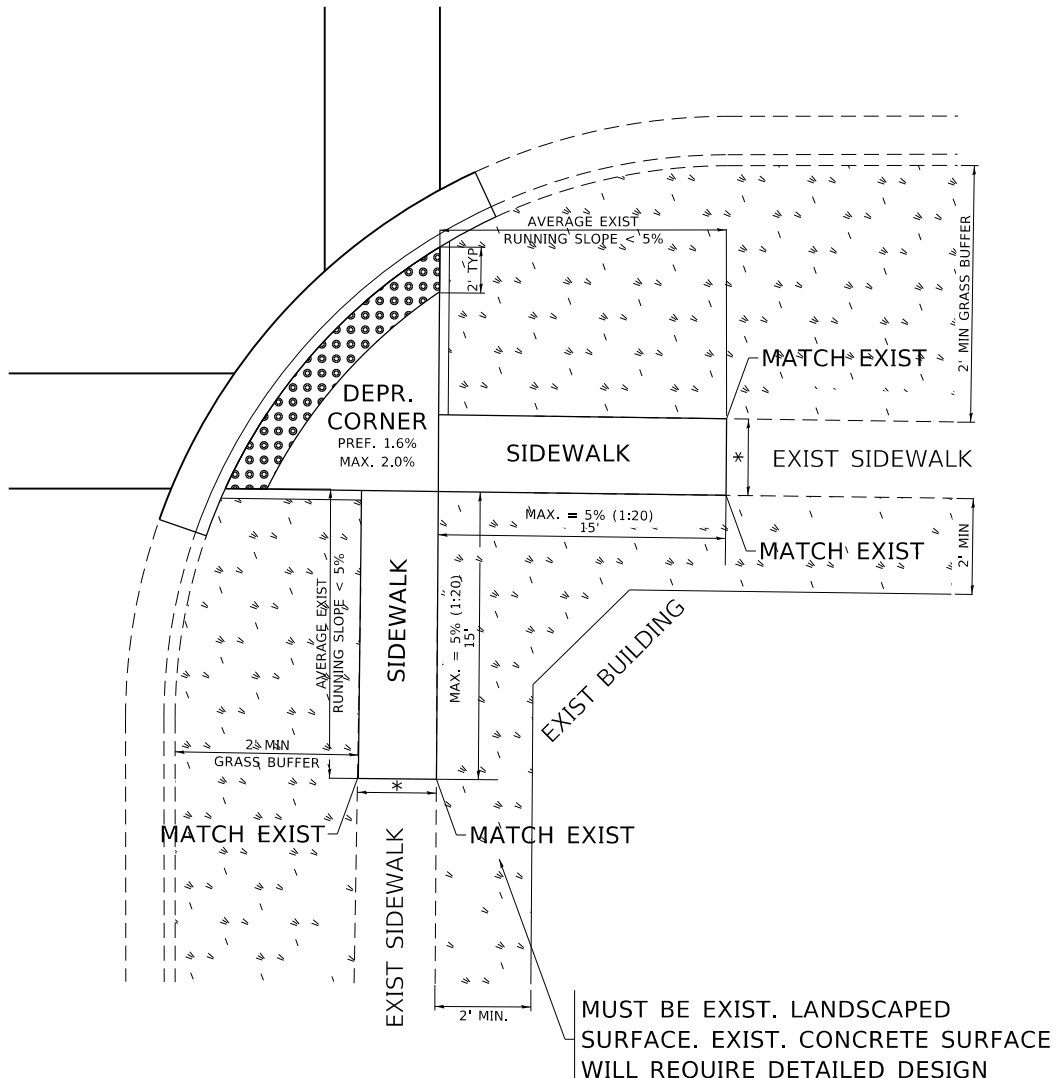 AVERAGE EXIST
RUNNING SLOPE < 5%
2' TYP
2' MIN GRASS BUFFER
MATCH EXIST
DEPR.
CORNER
PREF. 1.6%
MAX. 2.0%
SIDEWALK
*
EXIST SIDEWALK
MAX. = 5% (1:20)
15'
MATCH EXIST
2' MIN
AVERAGE EXIST
RUNNING SLOPE < 5%
SIDEWALK
MAX. = 5% (1:20)
15'
EXIST BUILDING
2' MIN
GRASS BUFFER
*
MATCH EXIST
MATCH EXIST
EXIST SIDEWALK
2' MIN.
MUST BE EXIST. LANDSCAPED
SURFACE. EXIST. CONCRETE SURFACE
WILL REQUIRE DETAILED DESIGN